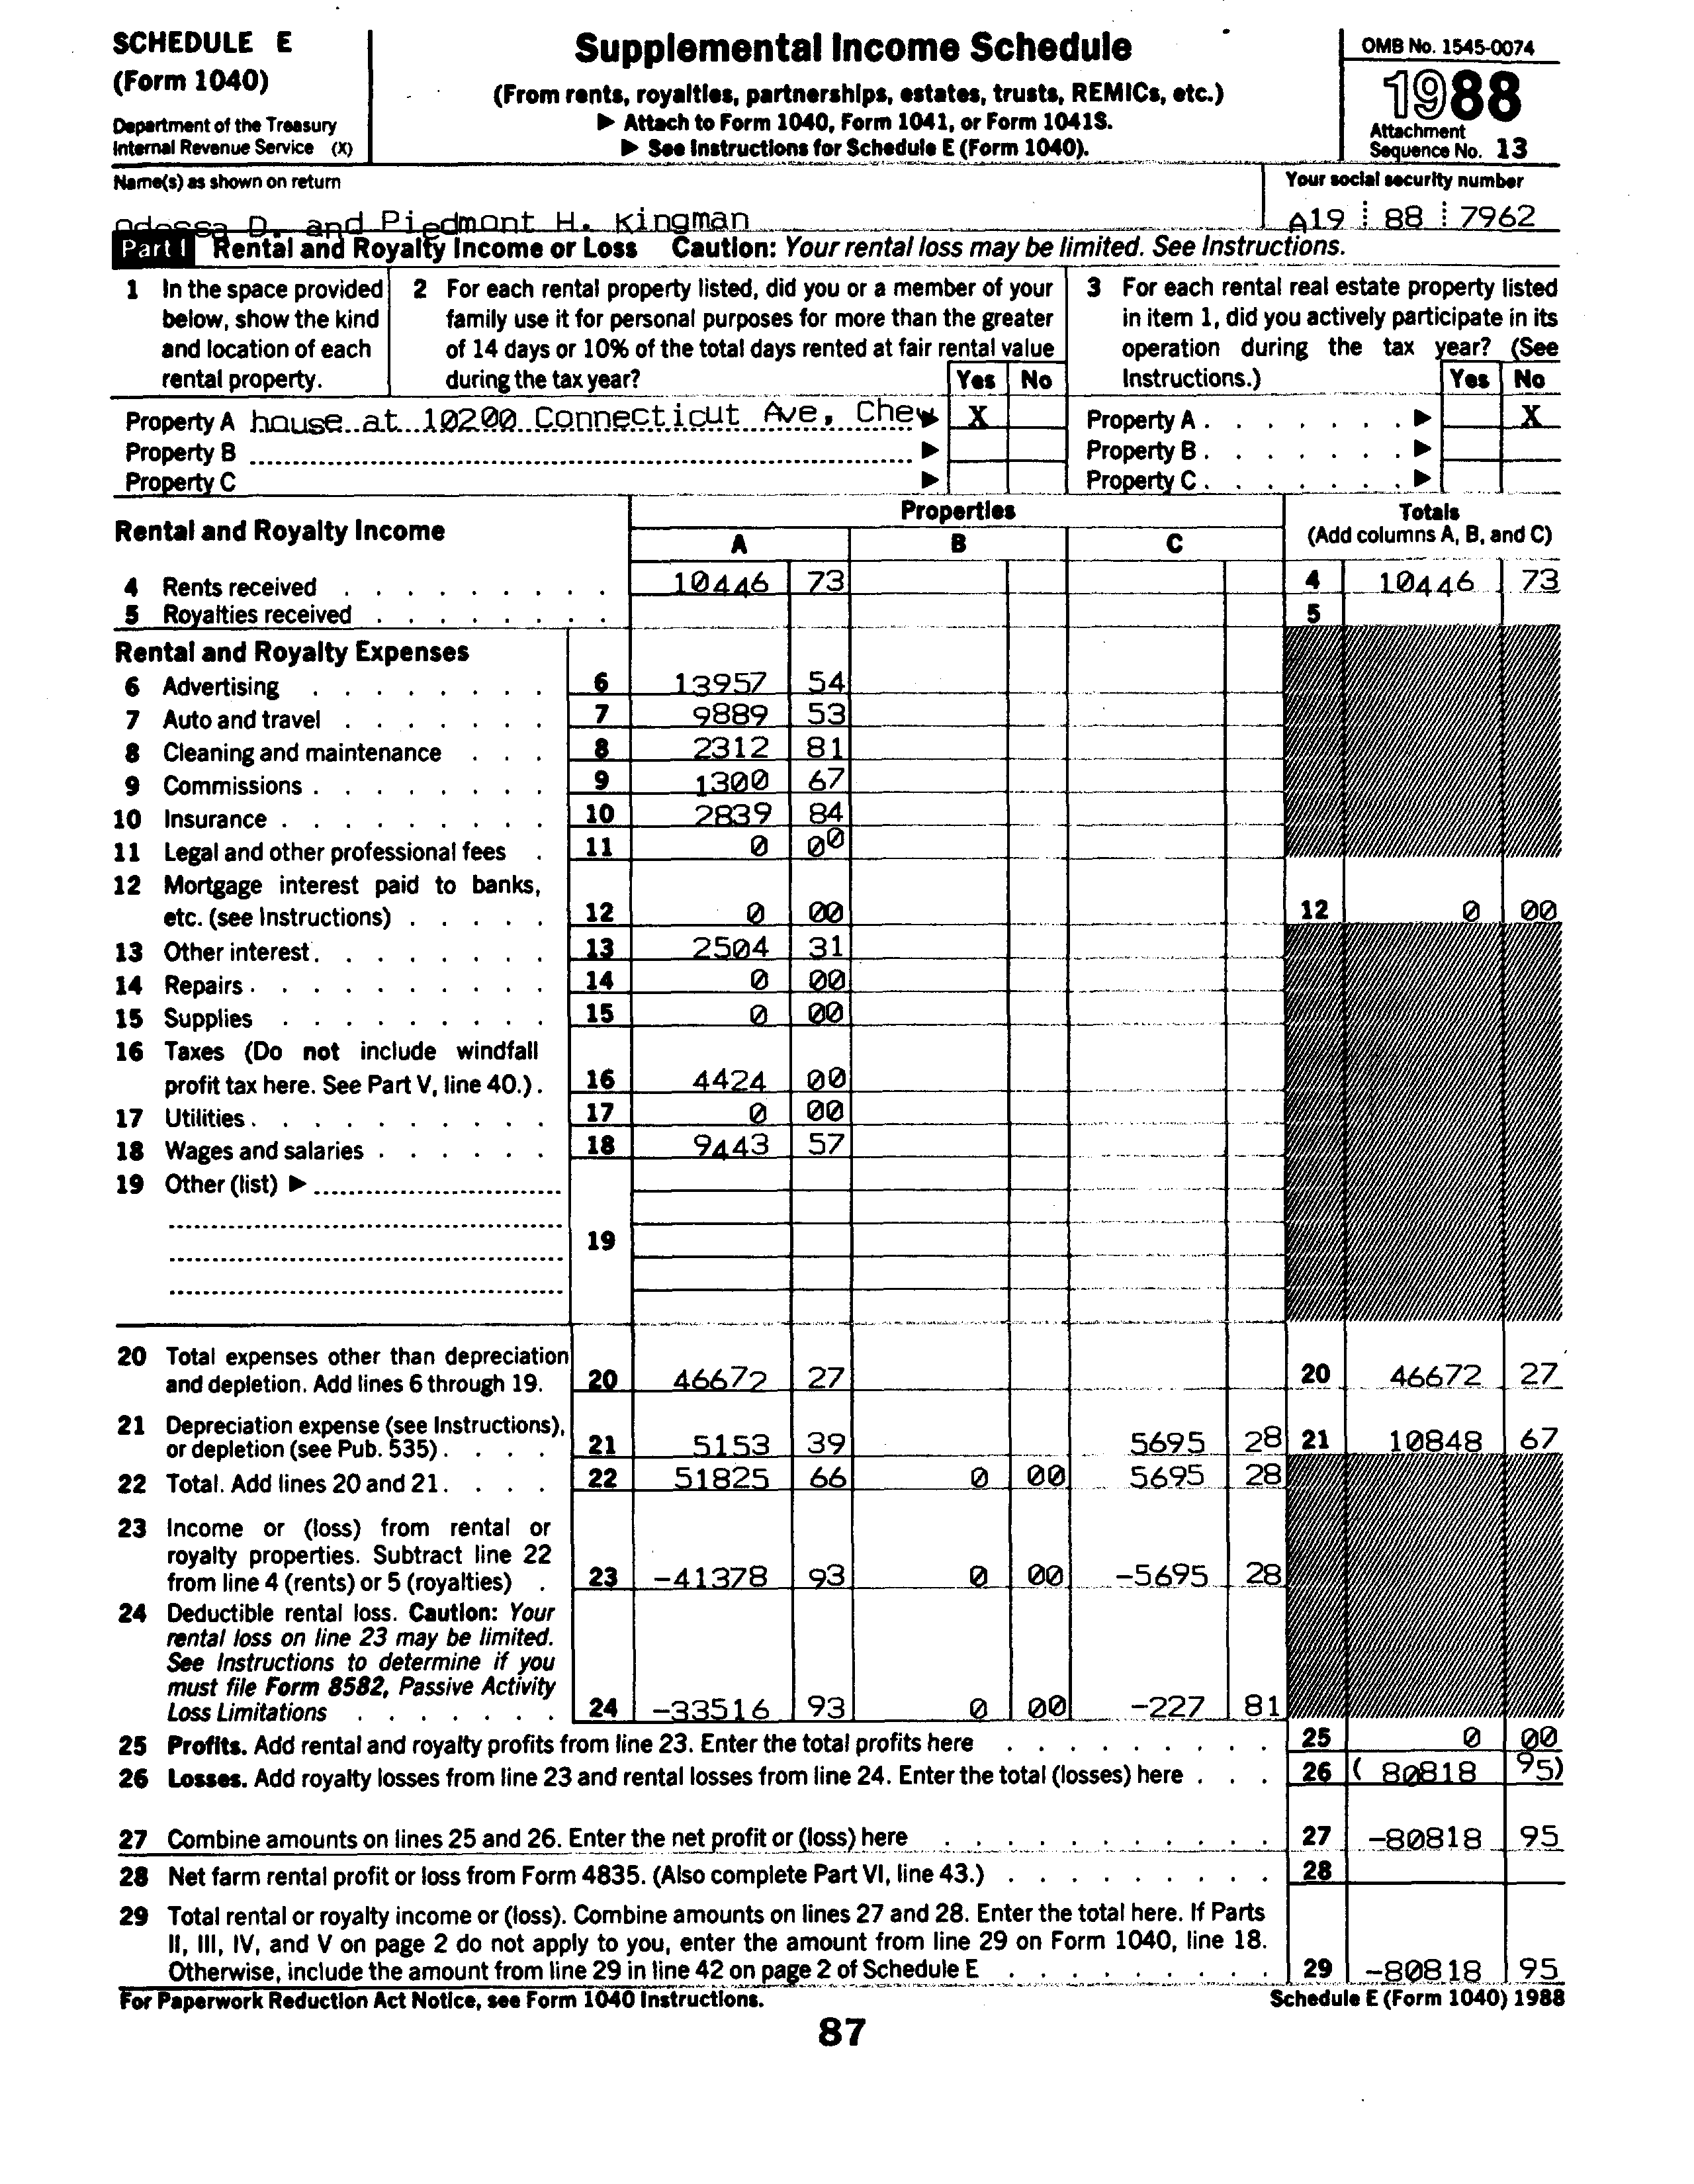 SCHEDULE E
(Form 1040)
Department of the Treasury
Internal Revenue Service (X)
Supplemental Income Schedule
(From rents, royalties, partnerships, estates, trusts, REMICs, etc.)
▶ Attach to Form 1040, Form 1041, or Form 1041S.
▶ See Instructions for Schedule E (Form 1040).
OMB No. 1545-0074
1988
Attachment
Sequence No. 13
Name(s) as shown on return
Your social security number
Odessa D. and Piedmont H. Kingman
A19 88 7962
Part I Rental and Royalty Income or Loss Caution: Your rental loss may be limited. See Instructions.
1 In the space provided
below, show the kind
and location of each
rental property.
2 For each rental property listed, did you or a member of your
family use it for personal purposes for more than the greater
of 14 days or 10% of the total days rented at fair rental value
during the tax year? Yes No
3 For each rental real estate property listed
in item 1, did you actively participate in its
operation during the tax year? (See
Instructions.) Yes No
Property A house at 10200 Connecticut Ave, Chev ▶ X
Property A . . . . . . . ▶ X
Property B ▶
Property B . . . . . . . ▶
Property C ▶
Property C . . . . . . . ▶
Rental and Royalty Income
Properties
Totals
A B C (Add columns A, B, and C)
4 Rents received 10446 73 4 10446 73
5 Royalties received 5
Rental and Royalty Expenses
6 Advertising 6 13957 54
7 Auto and travel 7 9889 53
8 Cleaning and maintenance 8 2312 81
9 Commissions 9 1300 67
10 Insurance 10 2839 84
11 Legal and other professional fees 11 0 00
12 Mortgage interest paid to banks,
etc. (see Instructions) 12 0 00 12 0 00
13 Other interest 13 2504 31
14 Repairs 14 0 00
15 Supplies 15 0 00
16 Taxes (Do not include windfall
profit tax here. See Part V, line 40.) 16 4424 00
17 Utilities 17 0 00
18 Wages and salaries 18 9443 57
19 Other (list) ▶
19
20 Total expenses other than depreciation
and depletion. Add lines 6 through 19. 20 46672 27 20 46672 27
21 Depreciation expense (see Instructions),
or depletion (see Pub. 535) 21 5153 39 5695 28 21 10848 67
22 Total. Add lines 20 and 21 22 51825 66 0 00 5695 28
23 Income or (loss) from rental or
royalty properties. Subtract line 22
from line 4 (rents) or 5 (royalties) 23 -41378 93 0 00 -5695 28
24 Deductible rental loss. Caution: Your
rental loss on line 23 may be limited.
See Instructions to determine if you
must file Form 8582, Passive Activity
Loss Limitations 24 -33516 93 0 00 -227 81
25 Profits. Add rental and royalty profits from line 23. Enter the total profits here 25 0 00
26 Losses. Add royalty losses from line 23 and rental losses from line 24. Enter the total (losses) here 26 ( 80818 95)
27 Combine amounts on lines 25 and 26. Enter the net profit or (loss) here 27 -80818 95
28 Net farm rental profit or loss from Form 4835. (Also complete Part VI, line 43.) 28
29 Total rental or royalty income or (loss). Combine amounts on lines 27 and 28. Enter the total here. If Parts
II, III, IV, and V on page 2 do not apply to you, enter the amount from line 29 on Form 1040, line 18.
Otherwise, include the amount from line 29 in line 42 on page 2 of Schedule E 29 -80818 95
For Paperwork Reduction Act Notice, see Form 1040 Instructions.
Schedule E (Form 1040) 1988
87